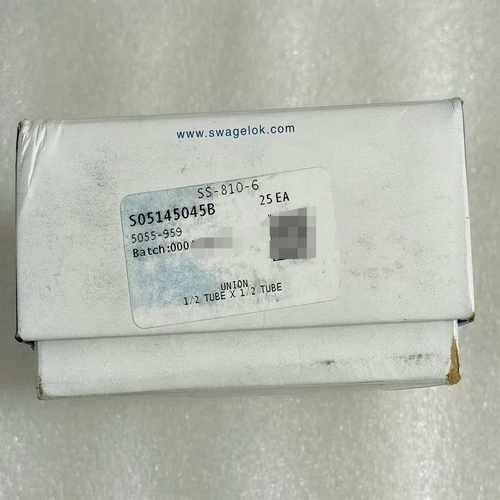 www.swagelok.com
SS-810-6
S05145045B 25 EA
5055-959
Batch:000
UNION
1/2 TUBE X 1/2 TUBE